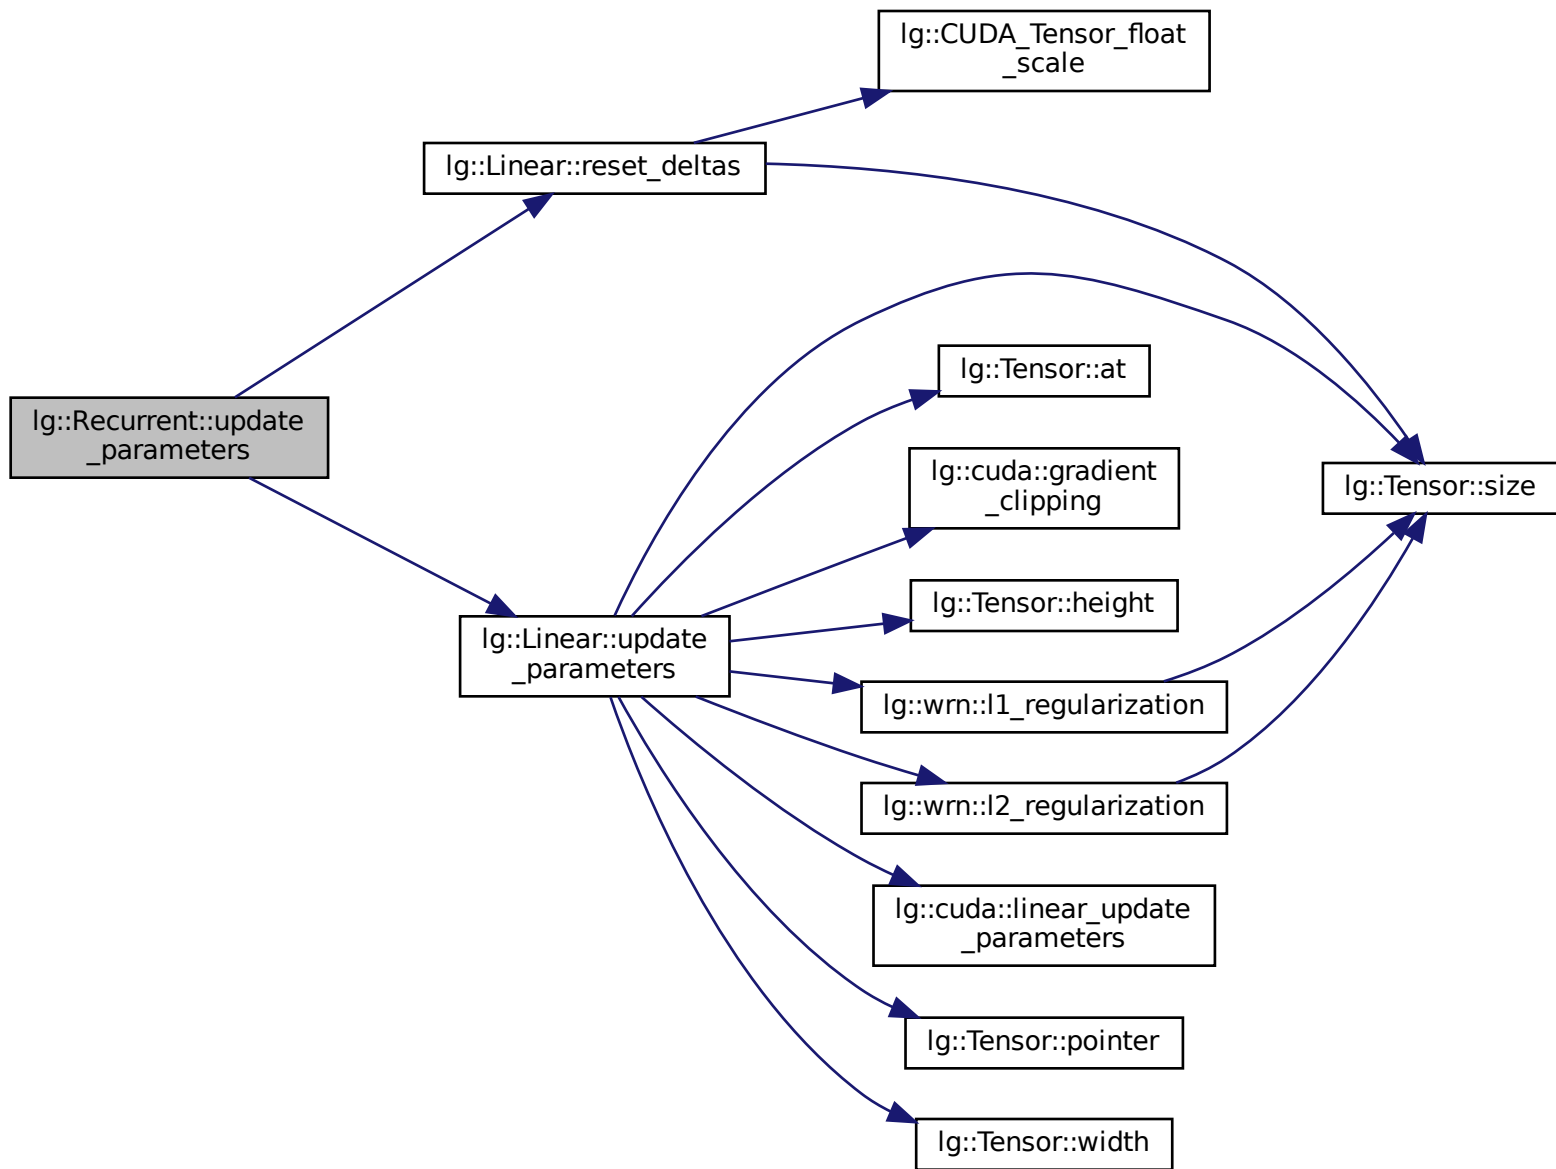 lg::CUDA_Tensor_float
_scale
lg::Linear::reset_deltas
lg::Tensor::at
lg::Recurrent::update
_parameters
lg::cuda::gradient
_clipping
lg::Tensor::size
lg::Tensor::height
lg::Linear::update
_parameters
lg::wrn::l1_regularization
lg::wrn::l2_regularization
lg::cuda::linear_update
_parameters
lg::Tensor::pointer
lg::Tensor::width